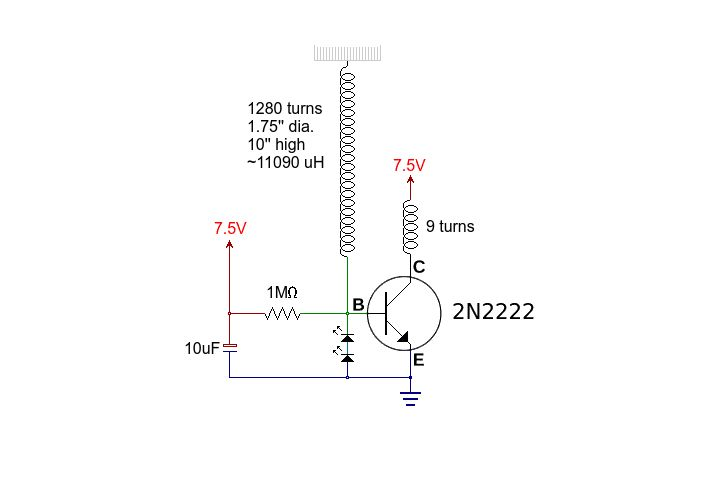 1280 turns
1.75" dia.
10" high
~11090 uH
7.5V
9 turns
7.5V
C
1MΩ
B
2N2222
10uF
E